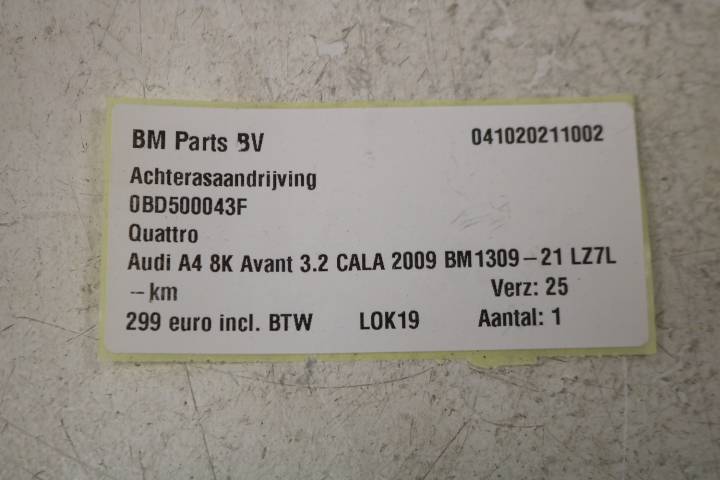 BM Parts BV 041020211002
Achterasaandrijving
0BD500043F
Quattro
Audi A4 8K Avant 3.2 CALA 2009 BM1309-21 LZ7L
-- km Verz: 25
299 euro incl. BTW LOK19 Aantal: 1